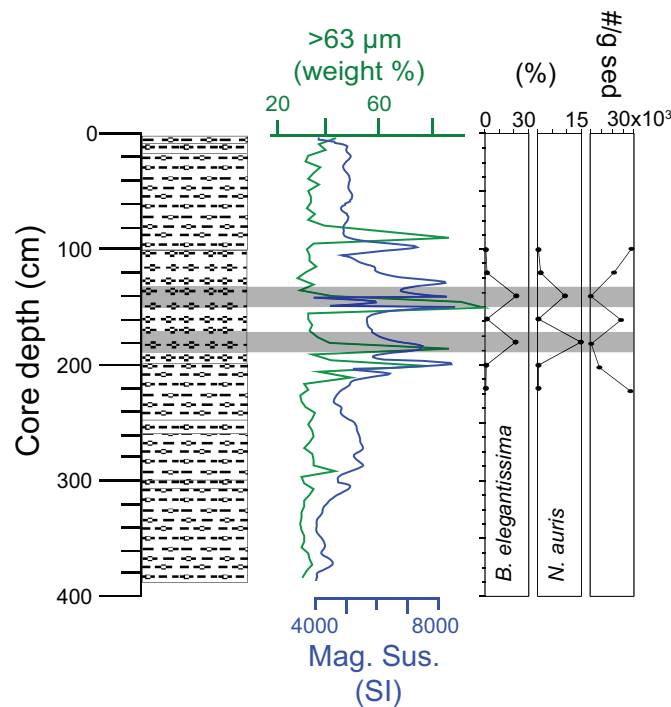 >63 µm
(weight %)
20 60
(%)
#/g sed
0 30 0 15 30x10³
0
100
200
300
400
Core depth (cm)
B. elegantissima
N. auris
4000 8000
Mag. Sus.
(SI)